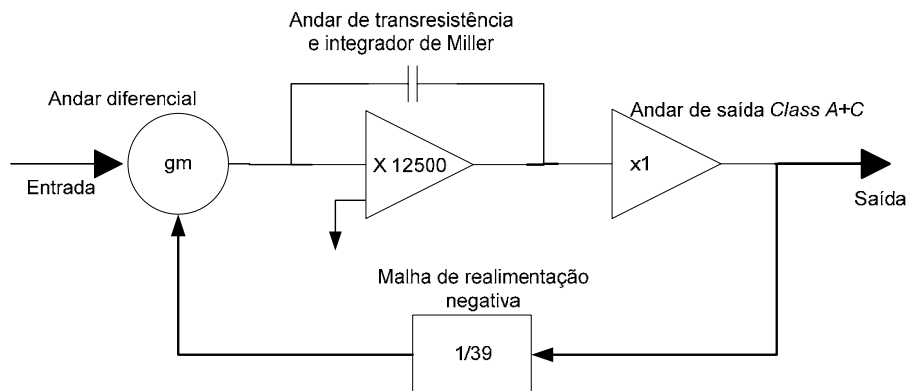 Andar de transresistência
e integrador de Miller
Andar diferencial
Andar de saída Class A+C
gm
X 12500
x1
Entrada
Saída
Malha de realimentação
negativa
1/39